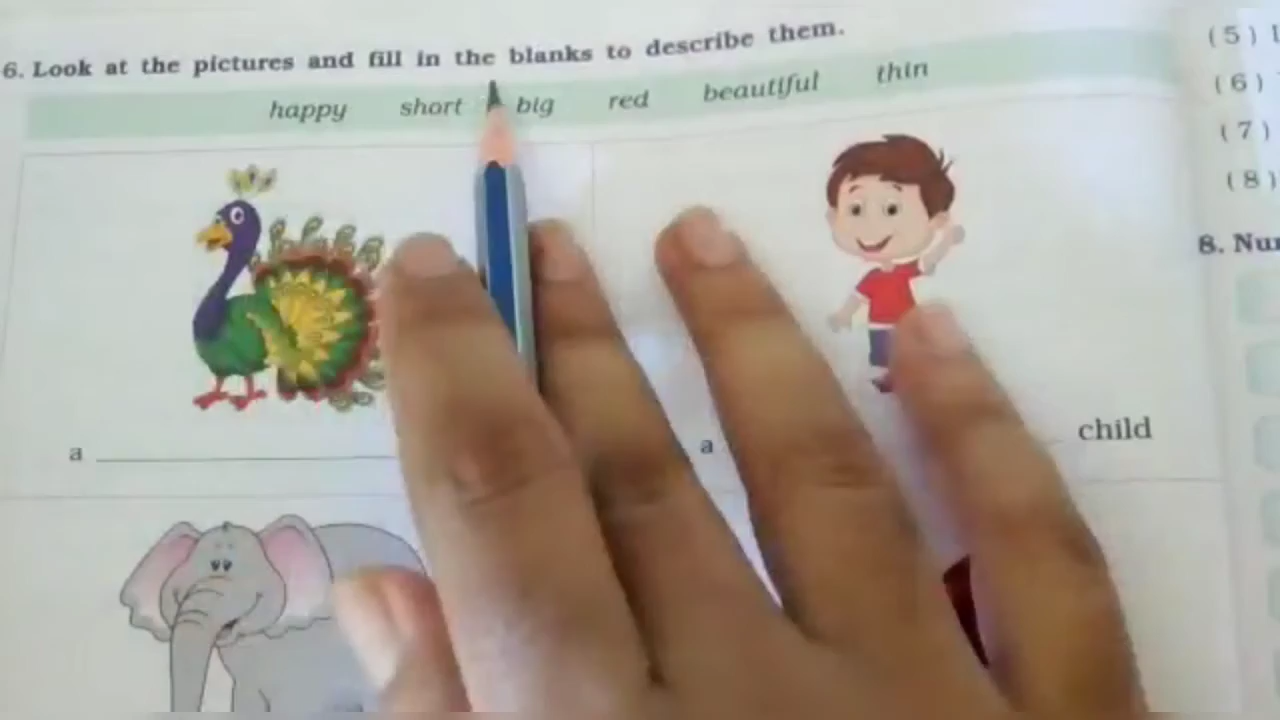 6. Look at the pictures and fill in the blanks to describe them.
happy short big red beautiful thin
a
a child
(5)
(6)
(7)
(8)
8.